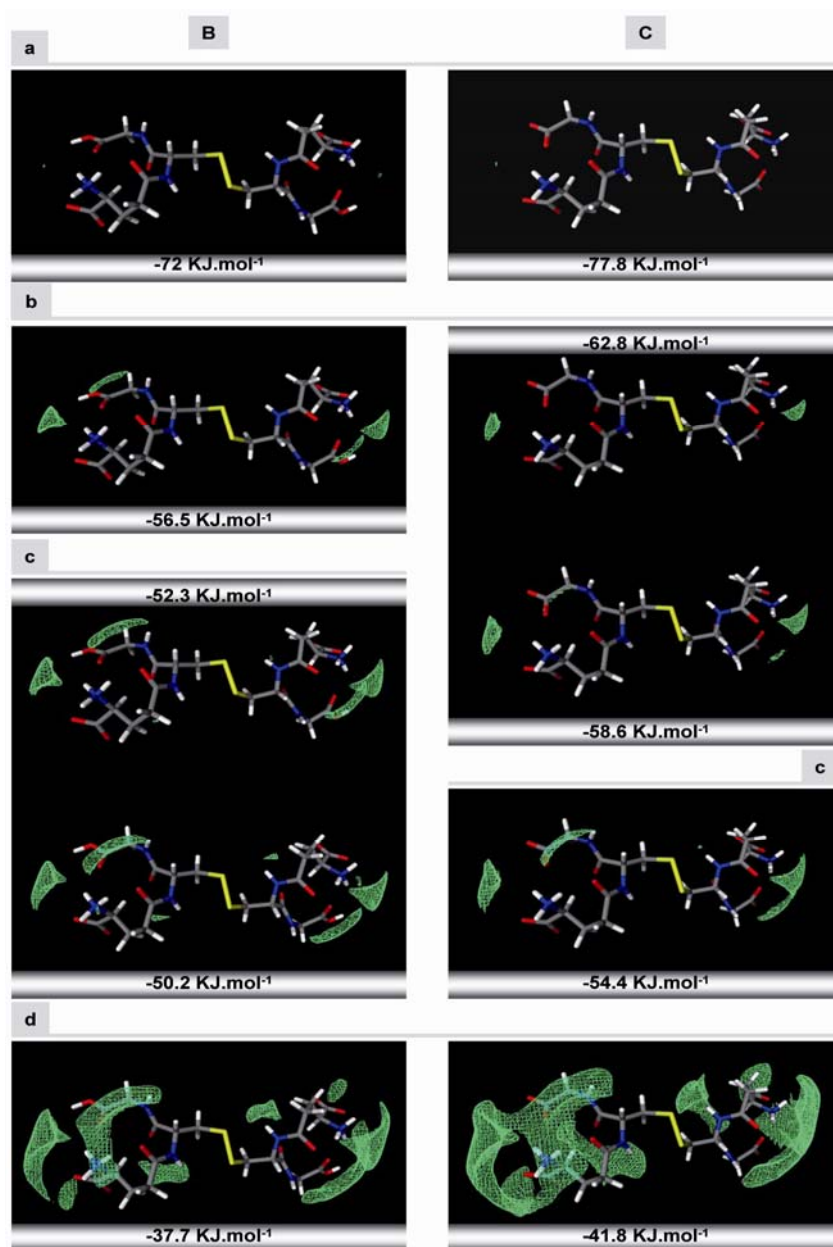 B
C
a
-72 KJ.mol⁻¹
-77.8 KJ.mol⁻¹
b
-62.8 KJ.mol⁻¹
-56.5 KJ.mol⁻¹
c
-52.3 KJ.mol⁻¹
-58.6 KJ.mol⁻¹
c
-50.2 KJ.mol⁻¹
-54.4 KJ.mol⁻¹
d
-37.7 KJ.mol⁻¹
-41.8 KJ.mol⁻¹